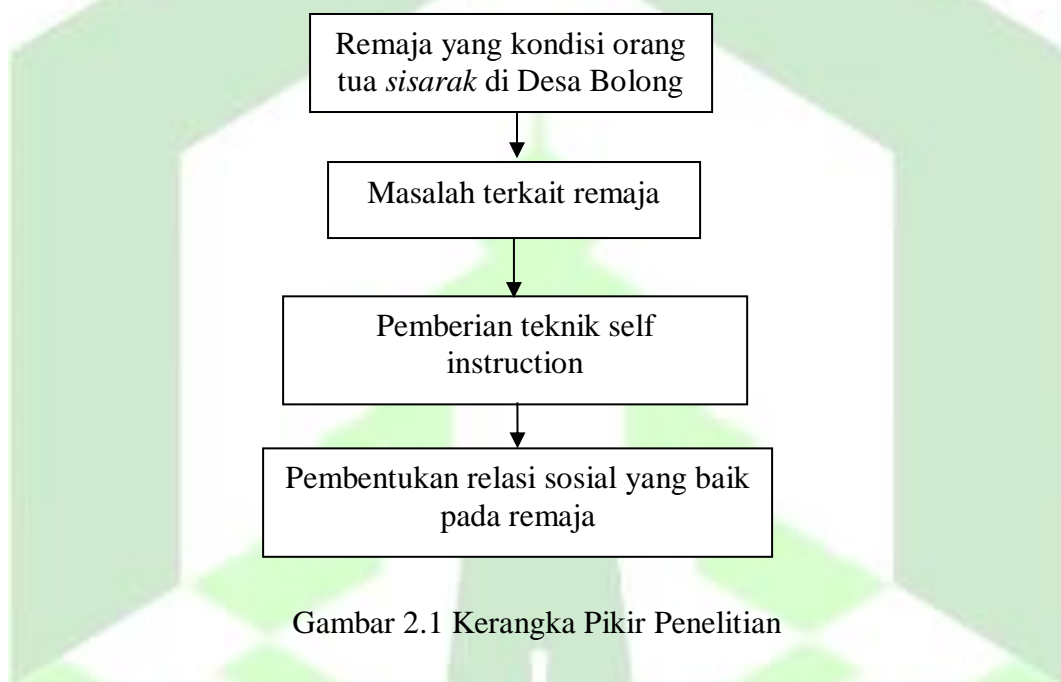 Remaja yang kondisi orang
tua sisarak di Desa Bolong
Masalah terkait remaja
Pemberian teknik self
instruction
Pembentukan relasi sosial yang baik
pada remaja
Gambar 2.1 Kerangka Pikir Penelitian